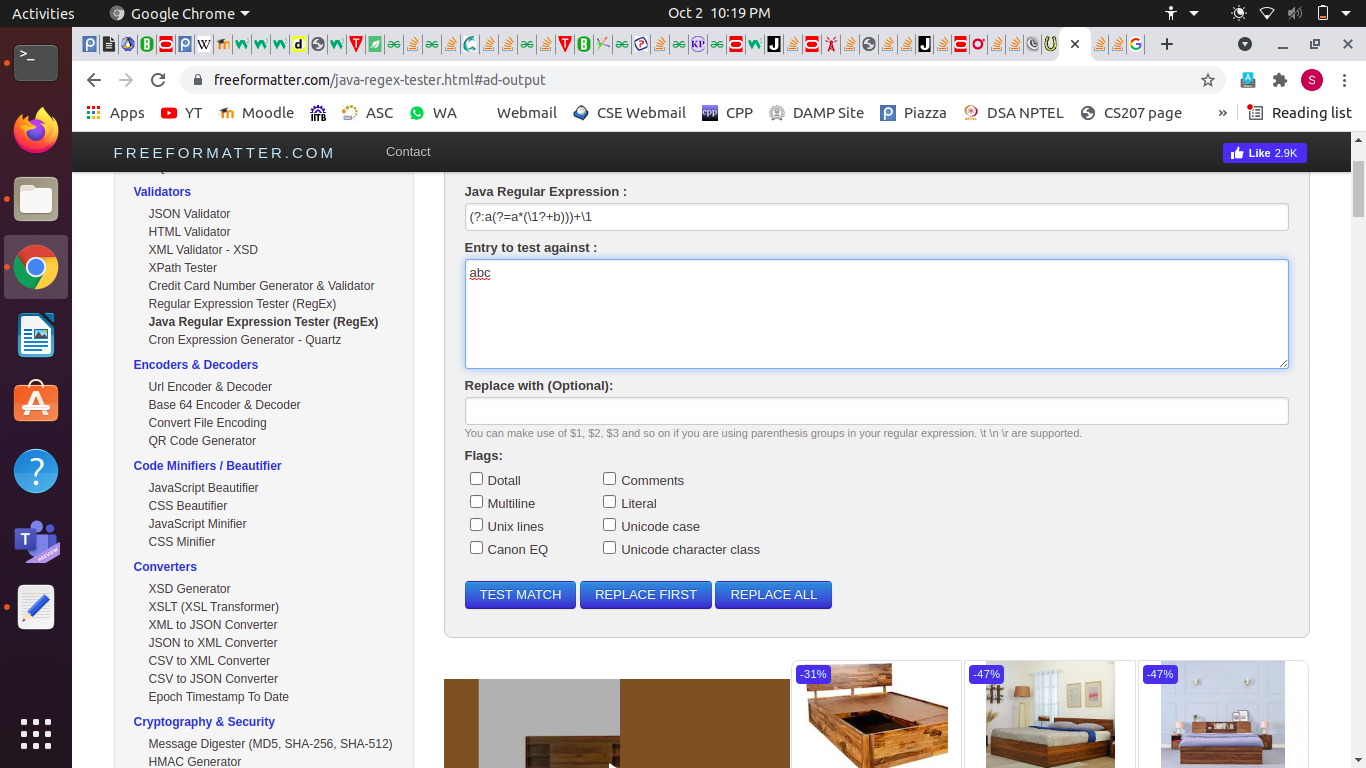 Activities Google Chrome Oct 2 10:19 PM
freeformatter.com/java-regex-tester.html#ad-output S
Apps YT Moodle ASC WA Webmail CSE Webmail CPP DAMP Site Piazza DSA NPTEL CS207 page » Reading list
FREEFORMATTER.COM Contact Like 2.9K
Validators
JSON Validator
HTML Validator
XML Validator - XSD
XPath Tester
Credit Card Number Generator & Validator
Regular Expression Tester (RegEx)
Java Regular Expression Tester (RegEx)
Cron Expression Generator - Quartz
Encoders & Decoders
Url Encoder & Decoder
Base 64 Encoder & Decoder
Convert File Encoding
QR Code Generator
Code Minifiers / Beautifier
JavaScript Beautifier
CSS Beautifier
JavaScript Minifier
CSS Minifier
Converters
XSD Generator
XSLT (XSL Transformer)
XML to JSON Converter
JSON to XML Converter
CSV to XML Converter
CSV to JSON Converter
Epoch Timestamp To Date
Cryptography & Security
Message Digester (MD5, SHA-256, SHA-512)
HMAC Generator
Java Regular Expression :
(?:a(?=a*(\1?+b)))+\1
Entry to test against :
abc
Replace with (Optional):
You can make use of $1, $2, $3 and so on if you are using parenthesis groups in your regular expression. \t \n \r are supported.
Flags:
Dotall Comments
Multiline Literal
Unix lines Unicode case
Canon EQ Unicode character class
TEST MATCH REPLACE FIRST REPLACE ALL
-31% -47% -47%